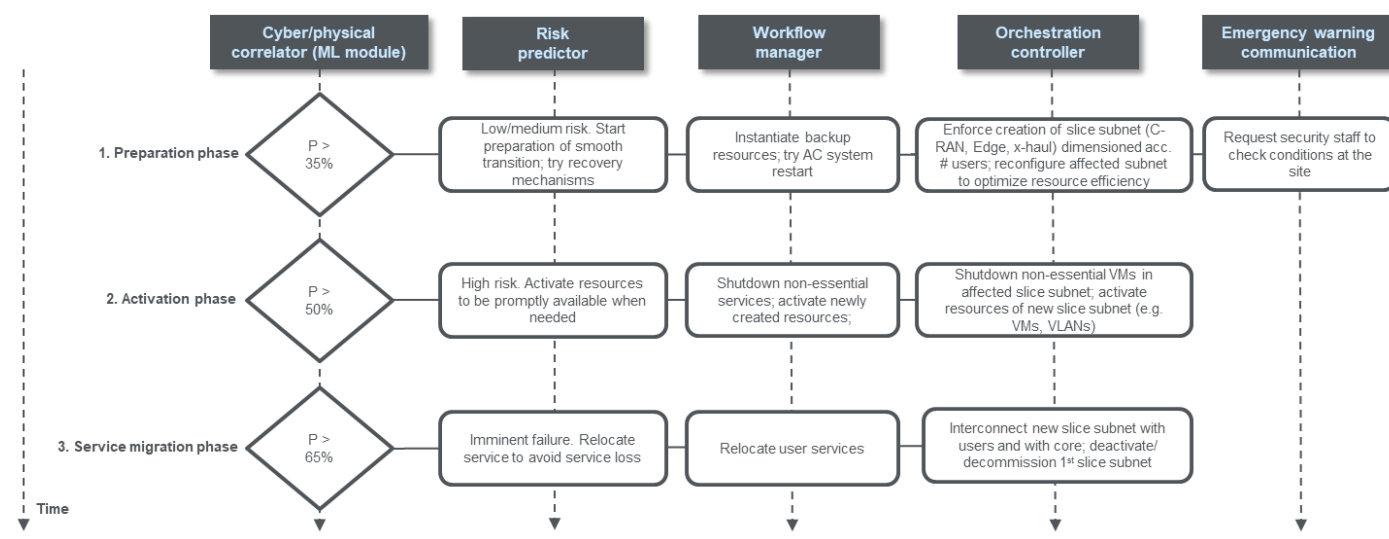 Cyber/physical
correlator (ML module)
Risk
predictor
Workflow
manager
Orchestration
controller
Emergency warning
communication
1. Preparation phase
P >
35%
Low/medium risk. Start
preparation of smooth
transition; try recovery
mechanisms
Instantiate backup
resources; try AC system
restart
Enforce creation of slice subnet (C-
RAN, Edge, x-haul) dimensioned acc.
# users; reconfigure affected subnet
to optimize resource efficiency
Request security staff to
check conditions at the
site
2. Activation phase
P >
50%
High risk. Activate resources
to be promptly available when
needed
Shutdown non-essential
services; activate newly
created resources;
Shutdown non-essential VMs in
affected slice subnet; activate
resources of new slice subnet (e.g.
VMs, VLANs)
3. Service migration phase
P >
65%
Imminent failure. Relocate
service to avoid service loss
Relocate user services
Interconnect new slice subnet with
users and with core; deactivate/
decommission 1st slice subnet
Time